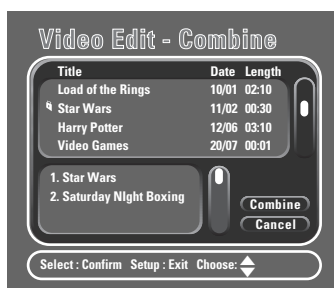 Video Edit - Combine
Title Date Length
Load of the Rings 10/01 02:10
Star Wars 11/02 00:30
Harry Potter 12/06 03:10
Video Games 20/07 00:01
1. Star Wars
2. Saturday NIght Boxing
Combine
Cancel
Select : Confirm Setup : Exit Choose: